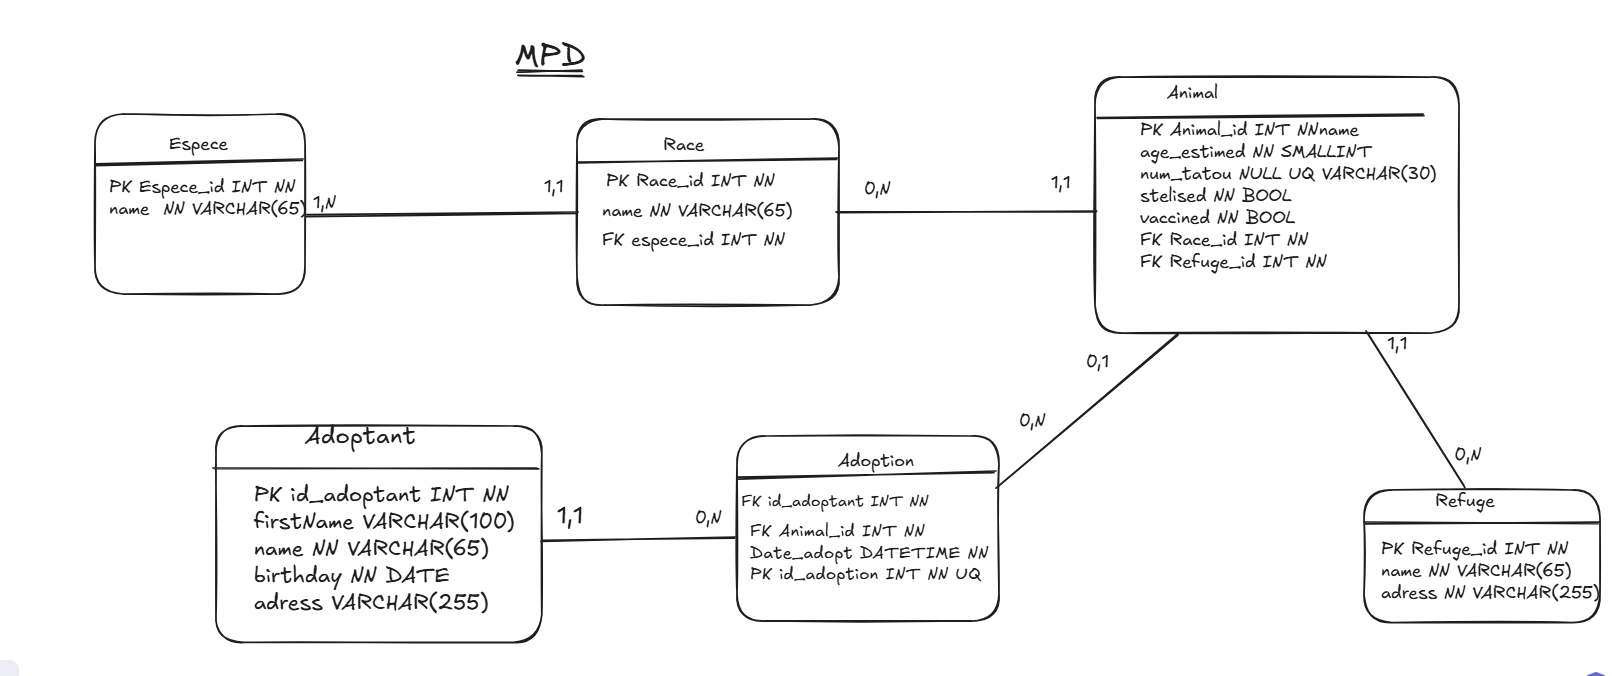 MPD
Espece
PK Espece_id INT NN
name NN VARCHAR(65)
1,N
1,1
Race
PK Race_id INT NN
name NN VARCHAR(65)
FK espece_id INT NN
0,N
1,1
Animal
PK Animal_id INT NNname
age_estimed NN SMALLINT
num_tatou NULL UQ VARCHAR(30)
stelised NN BOOL
vaccined NN BOOL
FK Race_id INT NN
FK Refuge_id INT NN
0,1
0,N
1,1
0,N
Adoptant
PK id_adoptant INT NN
firstName VARCHAR(100)
name NN VARCHAR(65)
birthday NN DATE
adress VARCHAR(255)
1,1
0,N
Adoption
FK id_adoptant INT NN
FK Animal_id INT NN
Date_adopt DATETIME NN
PK id_adoption INT NN UQ
Refuge
PK Refuge_id INT NN
name NN VARCHAR(65)
adress NN VARCHAR(255)